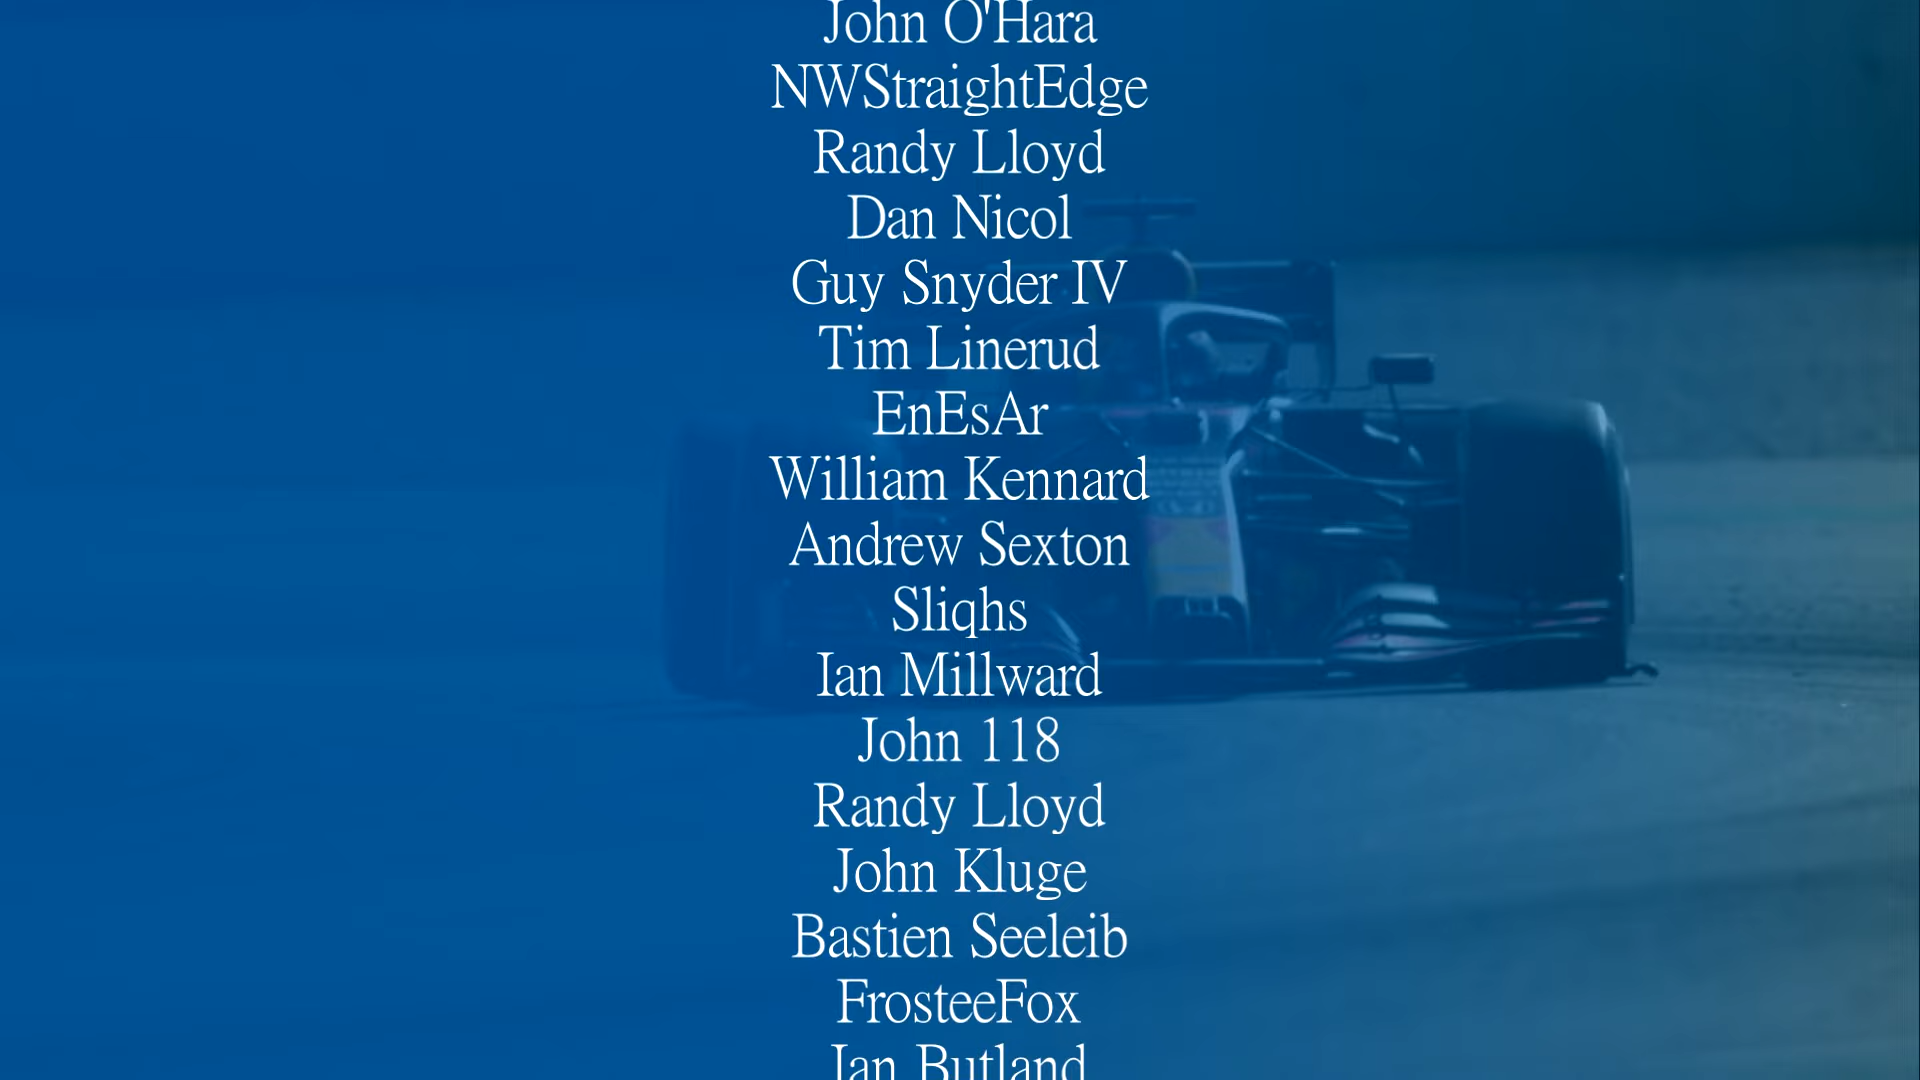 John O'Hara
NWStraightEdge
Randy Lloyd
Dan Nicol
Guy Snyder IV
Tim Linerud
EnEsAr
William Kennard
Andrew Sexton
Sliqhs
Ian Millward
John 118
Randy Lloyd
John Kluge
Bastien Seeleib
FrosteeFox
Ian Butland